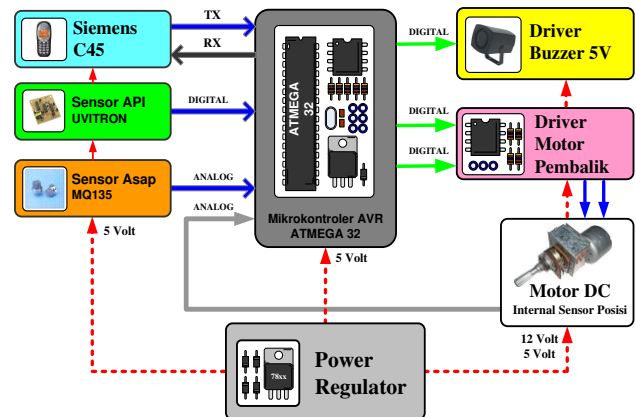 Siemens
C45
TX
RX
Sensor API
UVITRON
DIGITAL
Sensor Asap
MQ135
ANALOG
ANALOG
5 Volt
ATMEGA
32
Mikrokontroler AVR
ATMEGA 32
5 Volt
DIGITAL
DIGITAL
DIGITAL
Driver
Buzzer 5V
Driver
Motor
Pembalik
Motor DC
Internal Sensor Posisi
12 Volt
5 Volt
78xx
Power
Regulator